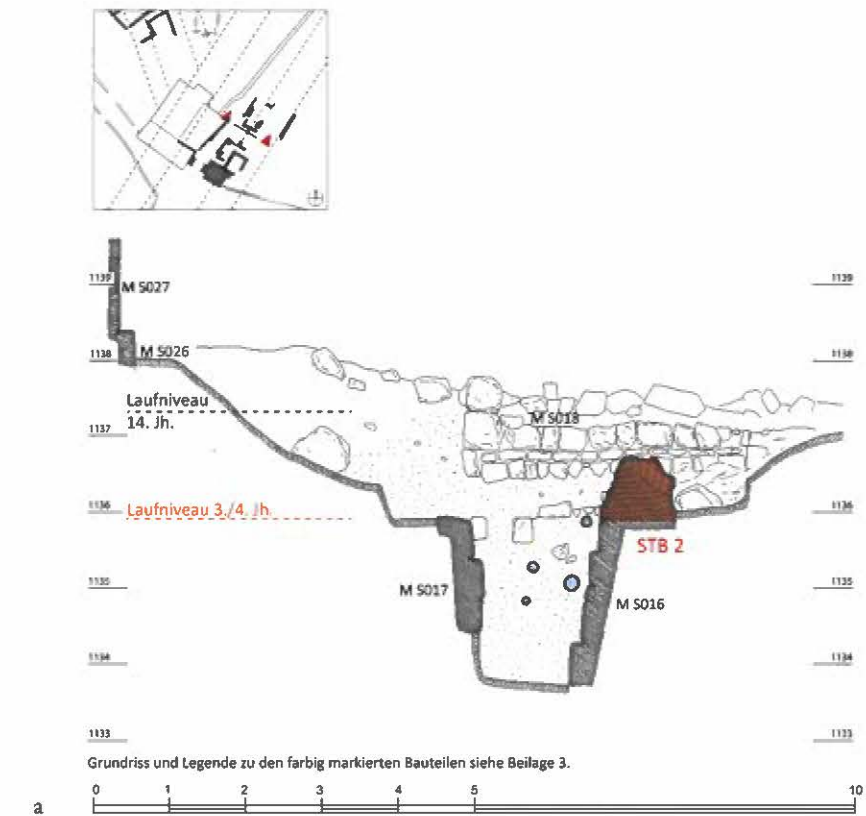 1139 1139
M S027
1138 M S026 1138
Laufniveau
14. Jh.
M S018
1137 1137
1136 1136
Laufniveau 3./4. Jh.
STB 2
1135 1135
M S017
M S016
1134 1134
1133 1133
Grundriss und Legende zu den farbig markierten Bauteilen siehe Beilage 3.
a
0 1 2 3 4 5 10